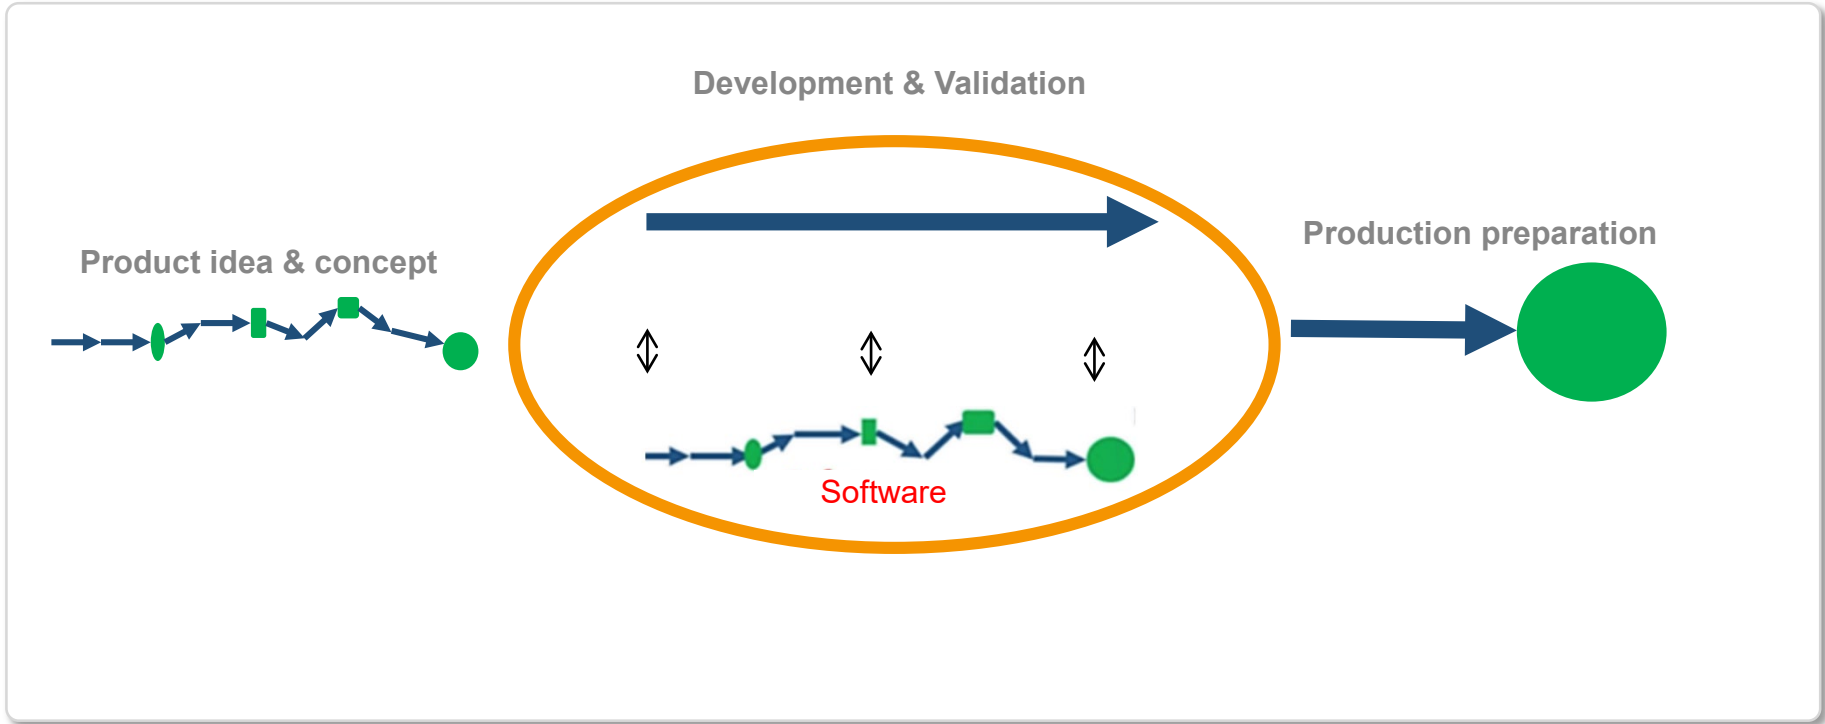 Development & Validation
Product idea & concept
Production preparation
Software